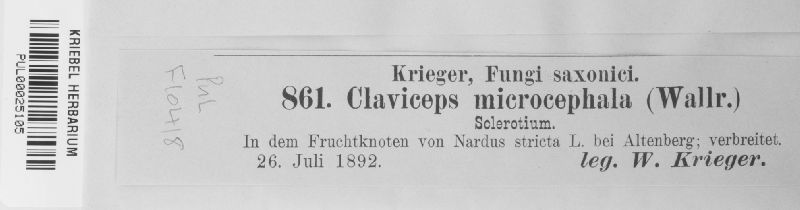 KRIEBEL HERBARIUM
PUL00025105
PUL
F10418
Krieger, Fungi saxonici.
861. Claviceps microcephala (Wallr.)
Sclerotium.
In dem Fruchtknoten von Nardus stricta L. bei Altenberg; verbreitet.
26. Juli 1892. leg. W. Krieger.